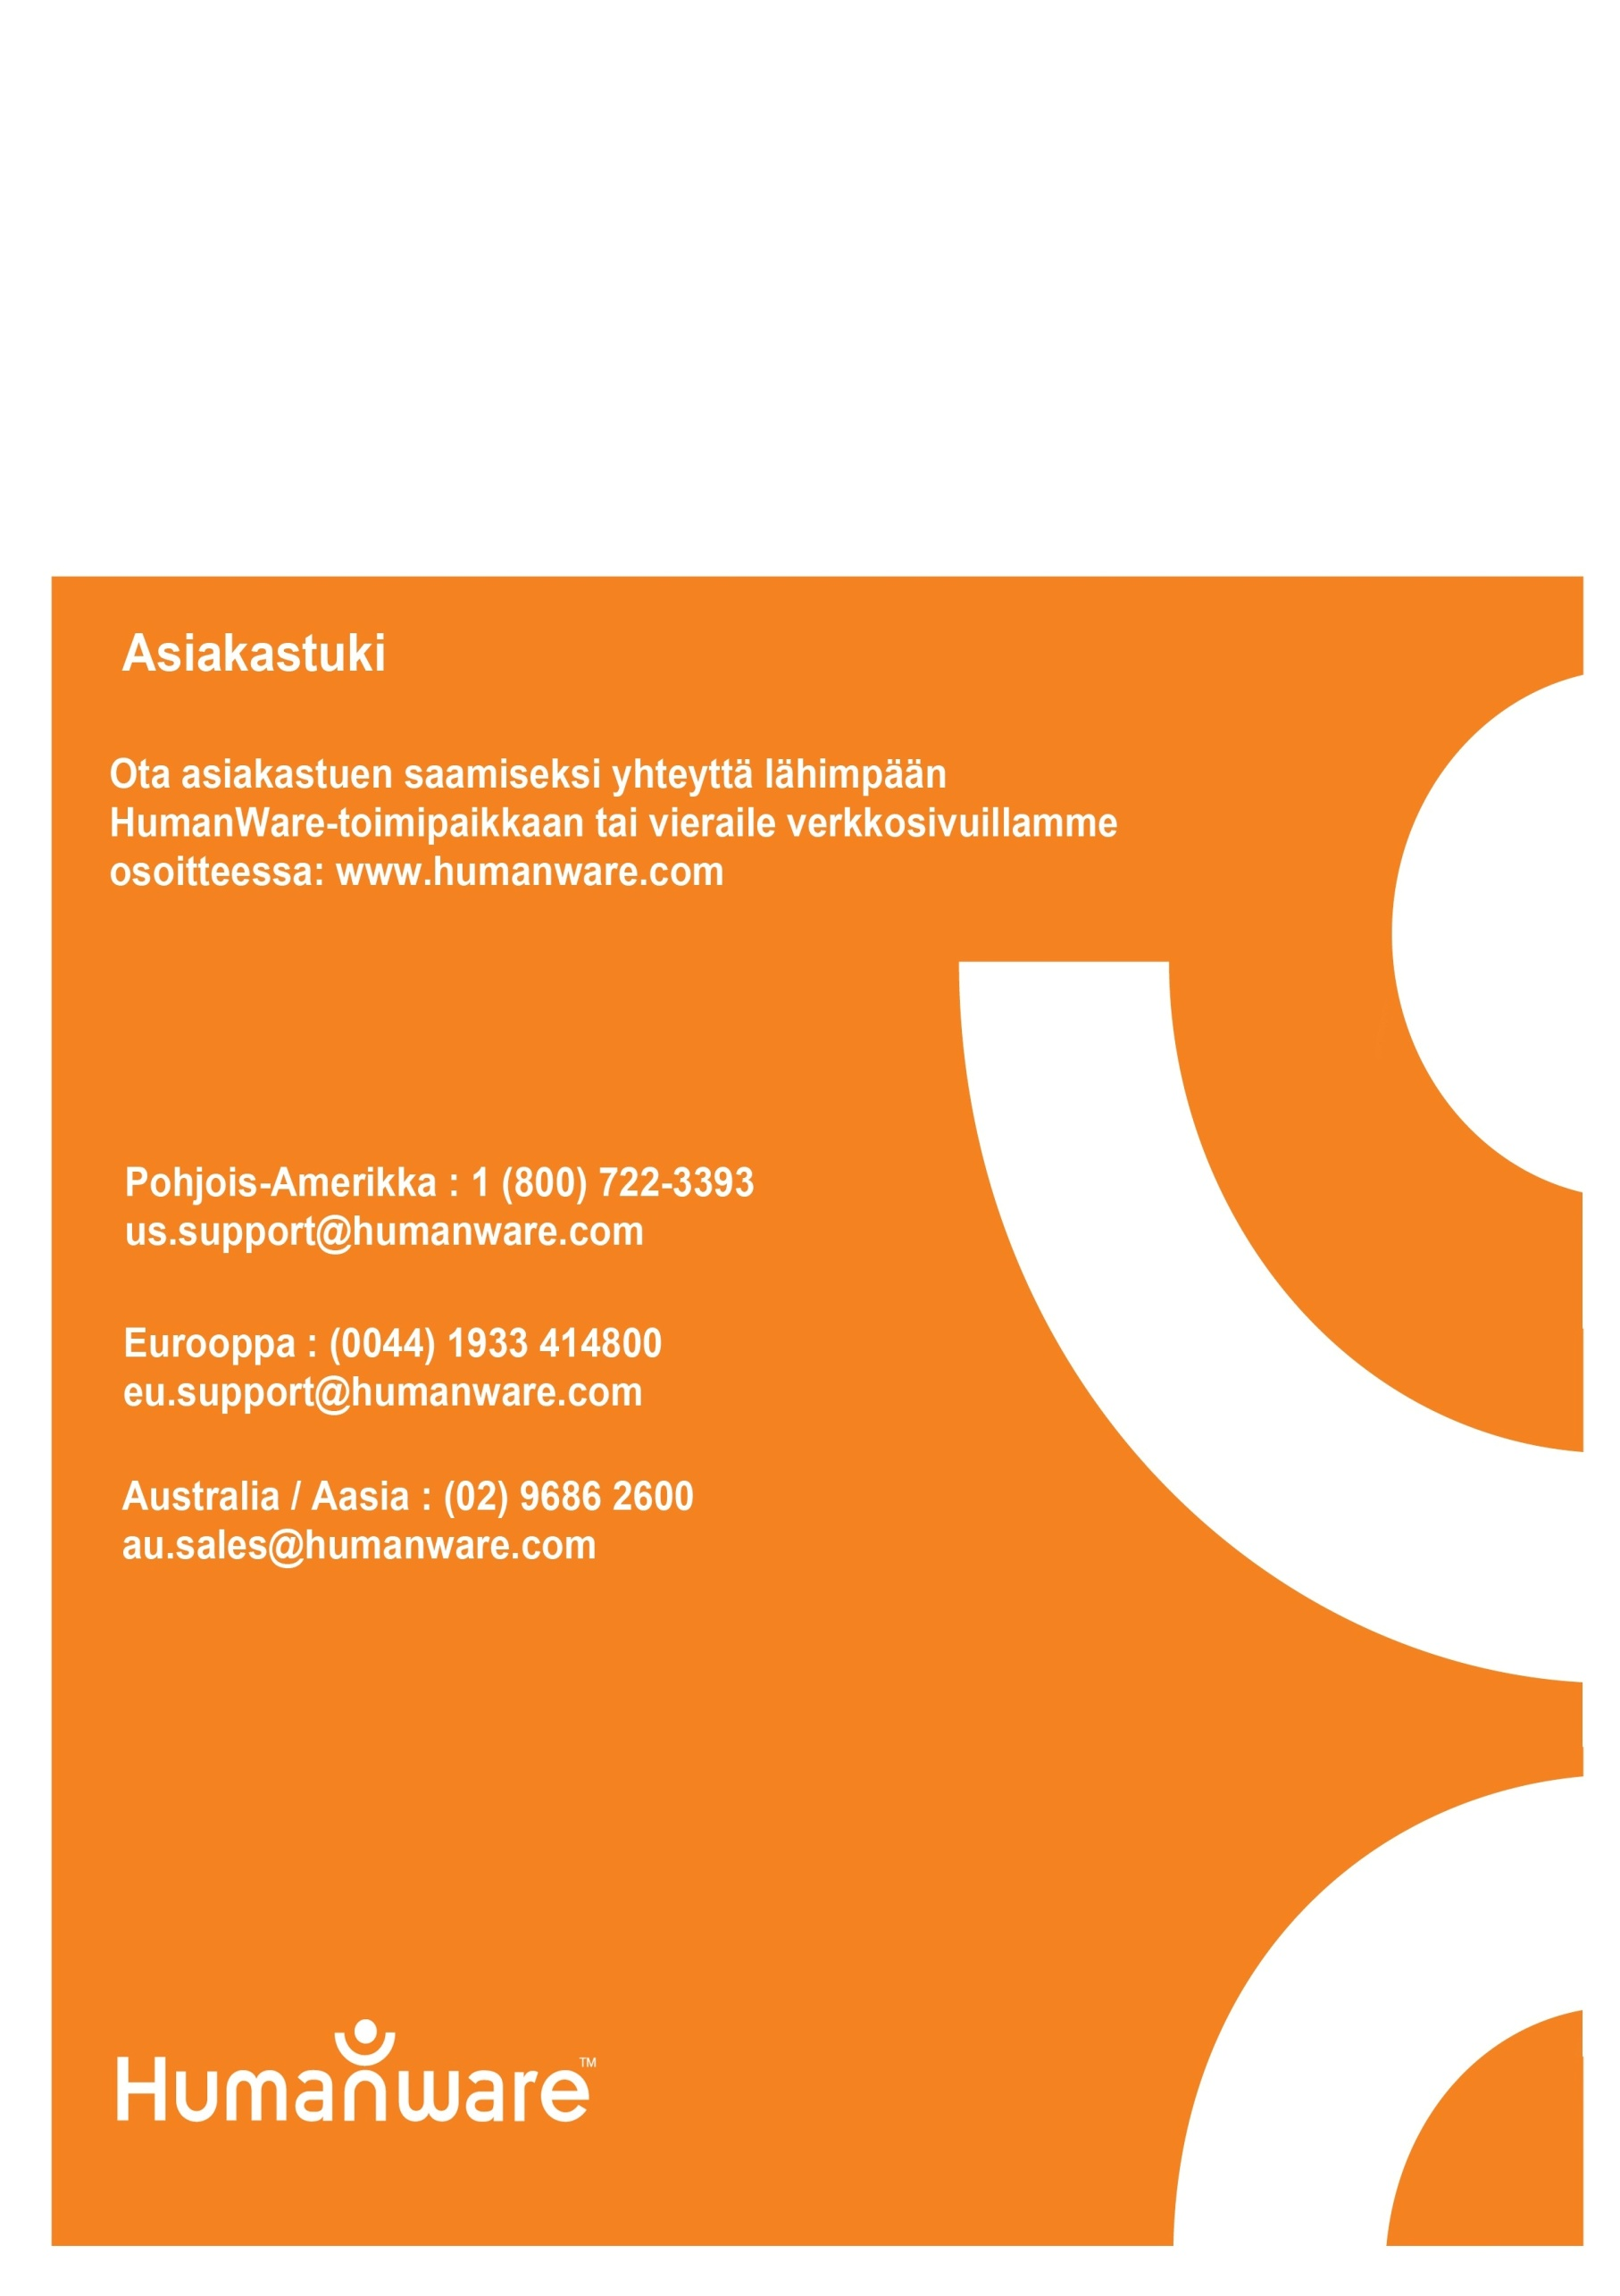 Asiakastuki
Ota asiakastuen saamiseksi yhteyttä lähimpään
HumanWare-toimipaikkaan tai vieraile verkkosivuillamme
osoitteessa: www.humanware.com
Pohjois-Amerikka : 1 (800) 722-3393
us.support@humanware.com
Eurooppa : (0044) 1933 414800
eu.support@humanware.com
Australia / Aasia : (02) 9686 2600
au.sales@humanware.com
Humanware™